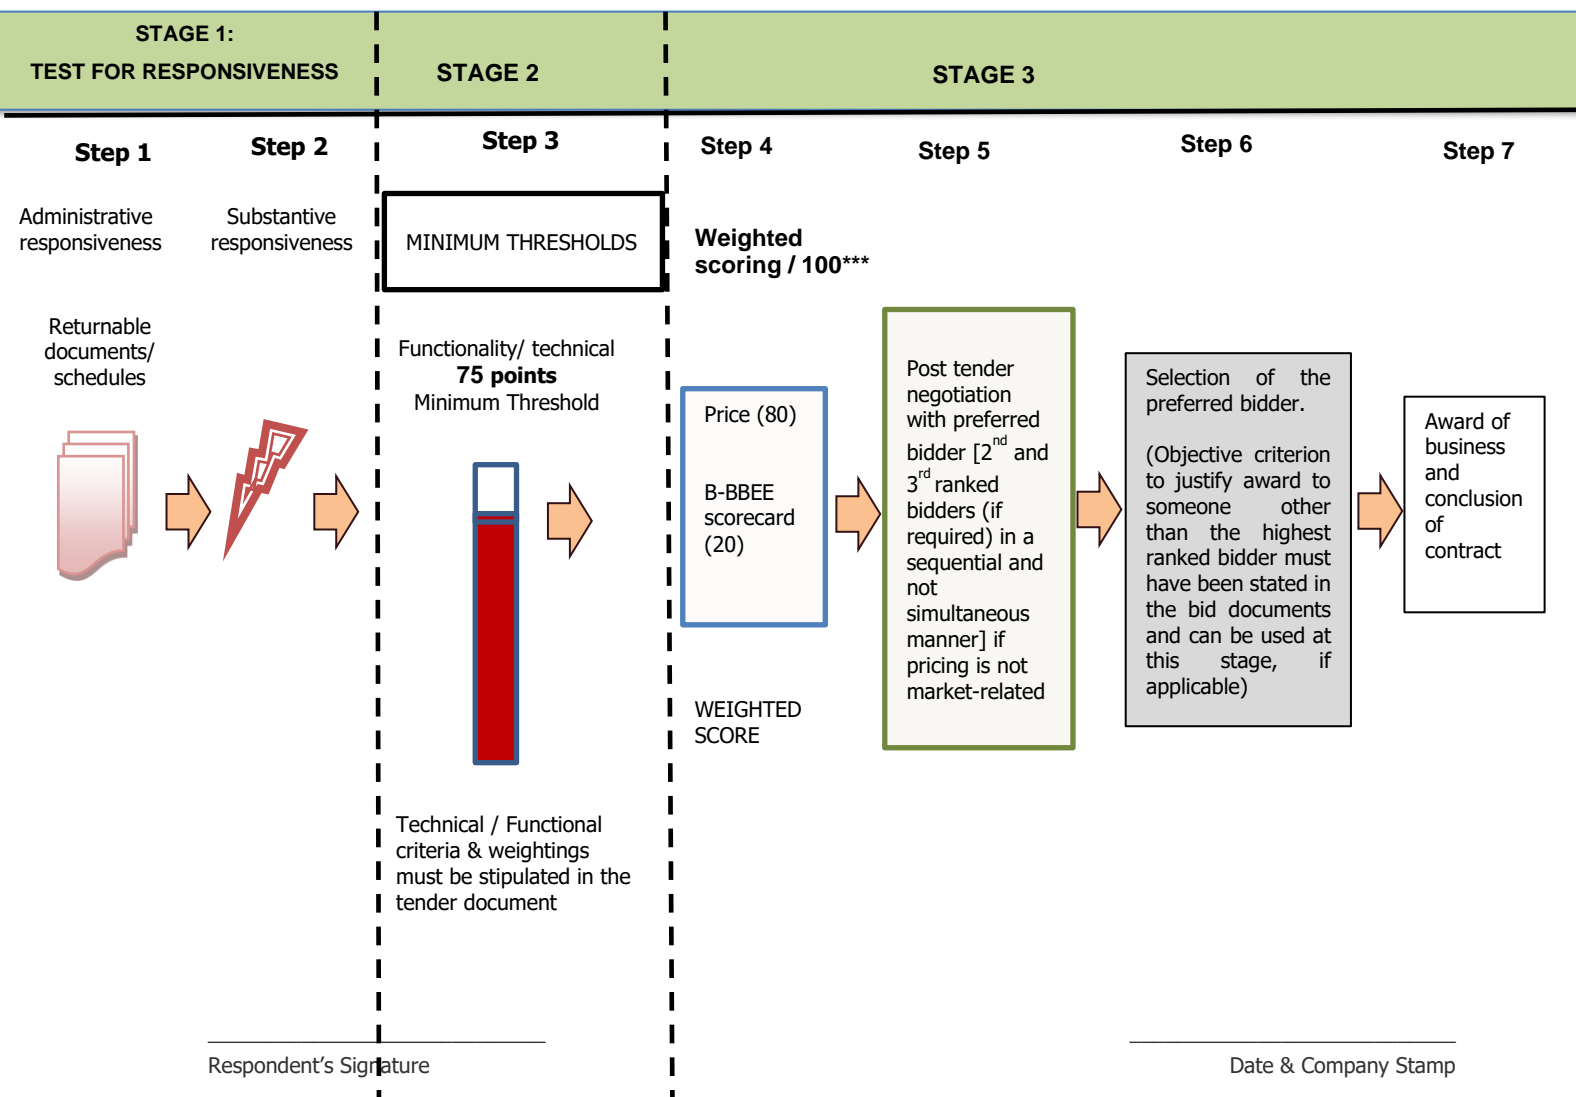 STAGE 1:
TEST FOR RESPONSIVENESS
STAGE 2
STAGE 3
Step 1
Step 2
Step 3
Step 4
Step 5
Step 6
Step 7
Administrative
responsiveness
Substantive
responsiveness
MINIMUM THRESHOLDS
Weighted
scoring / 100***
Returnable
documents/
schedules
Functionality/ technical
75 points
Minimum Threshold
Technical / Functional
criteria & weightings
must be stipulated in the
tender document
Price (80)
B-BBEE
scorecard
(20)
WEIGHTED
SCORE
Post tender
negotiation
with preferred
bidder [2nd and
3rd ranked
bidders (if
required) in a
sequential and
not
simultaneous
manner] if
pricing is not
market-related
Selection of the
preferred bidder.
(Objective criterion
to justify award to
someone other
than the highest
ranked bidder must
have been stated in
the bid documents
and can be used at
this stage, if
applicable)
Award of
business
and
conclusion
of
contract
Respondent’s Signature
Date & Company Stamp